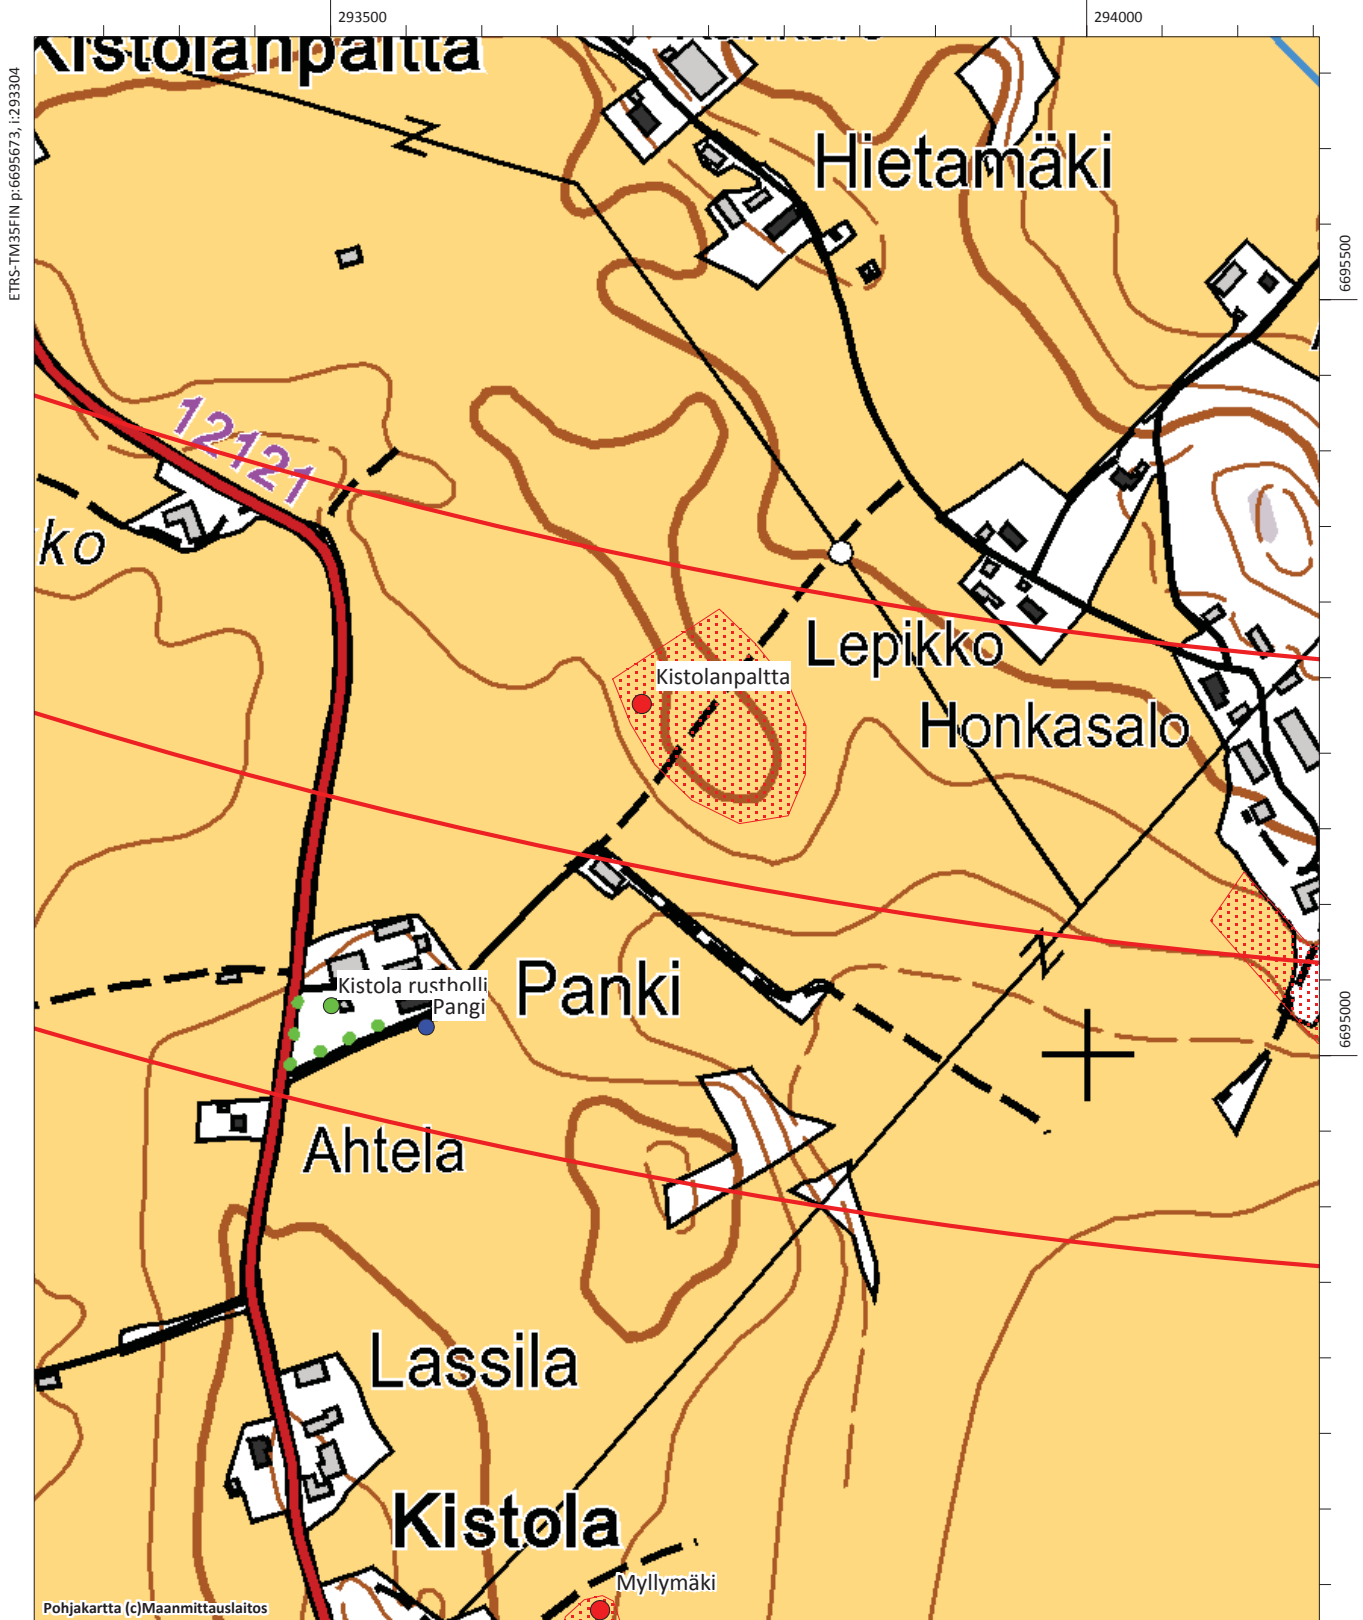 293500
294000
ETRS-TM35FIN p:6695673, i:293304
Kistolanpaltta
Hietamäki
6695500
12121
ko
Lepikko
Kistolanpaltta
Honkasalo
Kistola rustholli
Pangi
Panki
6695000
Ahtela
Lassila
Kistola
Myllymäki
Pohjakartta (c)Maanmittauslaitos